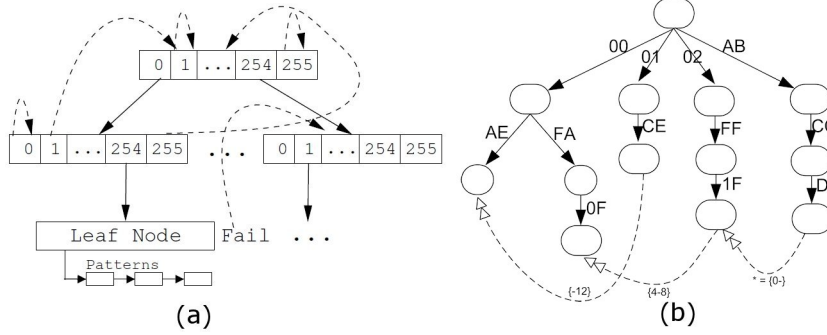 0 1 ... 254 255
0 1 ... 254 255 ... 0 1 ... 254 255
Leaf Node Fail ...
Patterns
(a)
00 01 02 AB
AE FA CE FF
0F 1F D
{-12} {4-8} * = {0-}
(b)